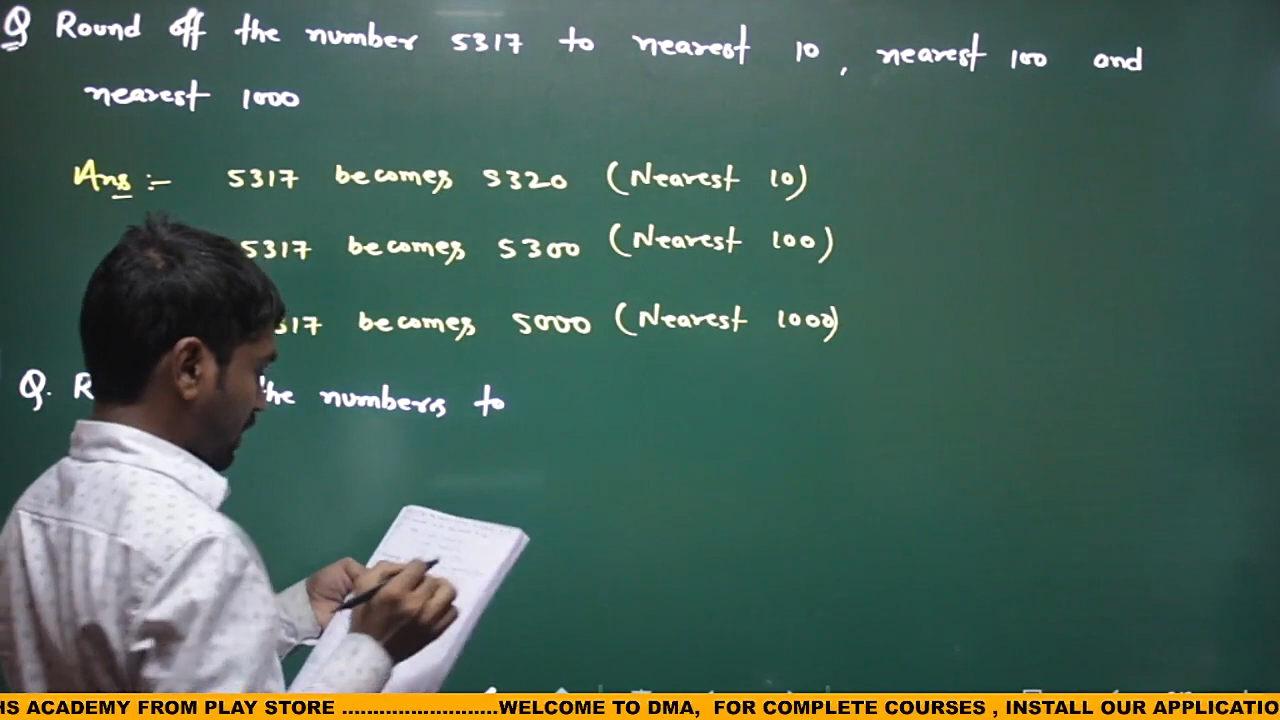 Q Round off the number 5317 to nearest 10, nearest 100 and
nearest 1000
Ans :- 5317 becomes 5320 (Nearest 10)
5317 becomes 5300 (Nearest 100)
317 becomes 5000 (Nearest 1000)
Q. R the numbers to
HS ACADEMY FROM PLAY STORE .........................WELCOME TO DMA, FOR COMPLETE COURSES , INSTALL OUR APPLICATIO